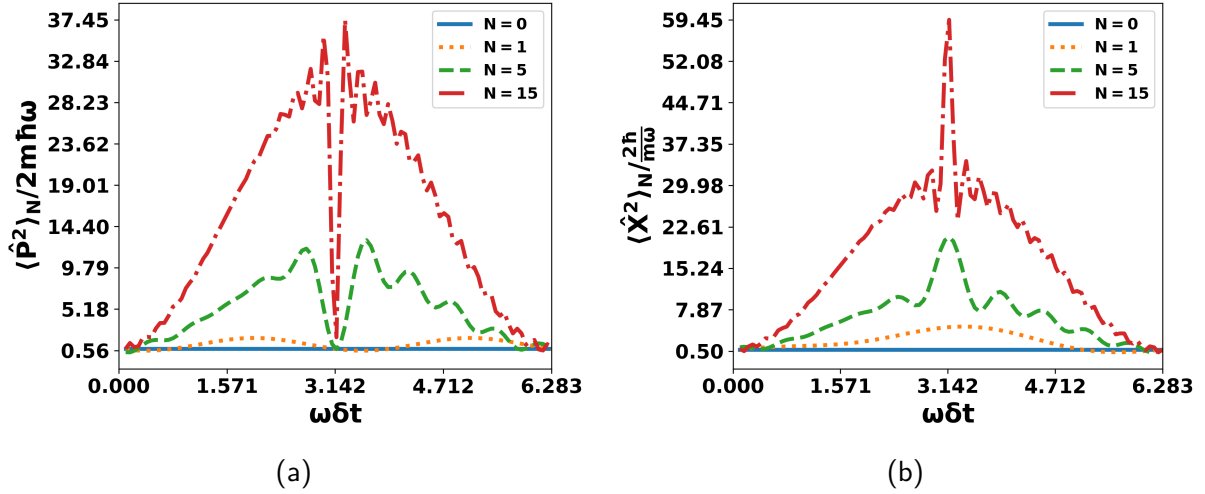 37.45
32.84
28.23
23.62
19.01
14.40
9.79
5.18
0.56
⟨P̂²⟩_N/2mħω
0.000 1.571 3.142 4.712 6.283
ωδt
N = 0
N = 1
N = 5
N = 15
(a)
59.45
52.08
44.71
37.35
29.98
22.61
15.24
7.87
0.50
⟨X̂²⟩_N/2ħ/mω
0.000 1.571 3.142 4.712 6.283
ωδt
N = 0
N = 1
N = 5
N = 15
(b)